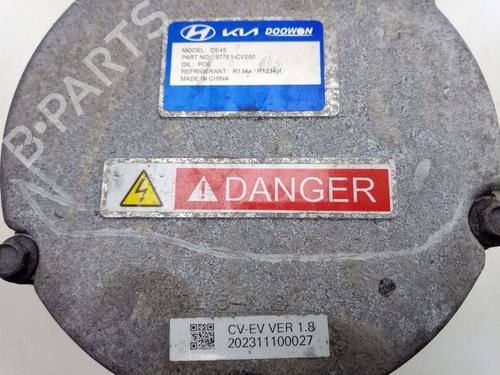 HYUNDAI KIA DOOWON
MODEL: DE45
PART NO.: 977E1-CV200
OIL: POE
REFRIGERANT: R134a / R1234yf
MADE IN CHINA
B-PARTS
DANGER
CV-EV VER 1.8
202311100027